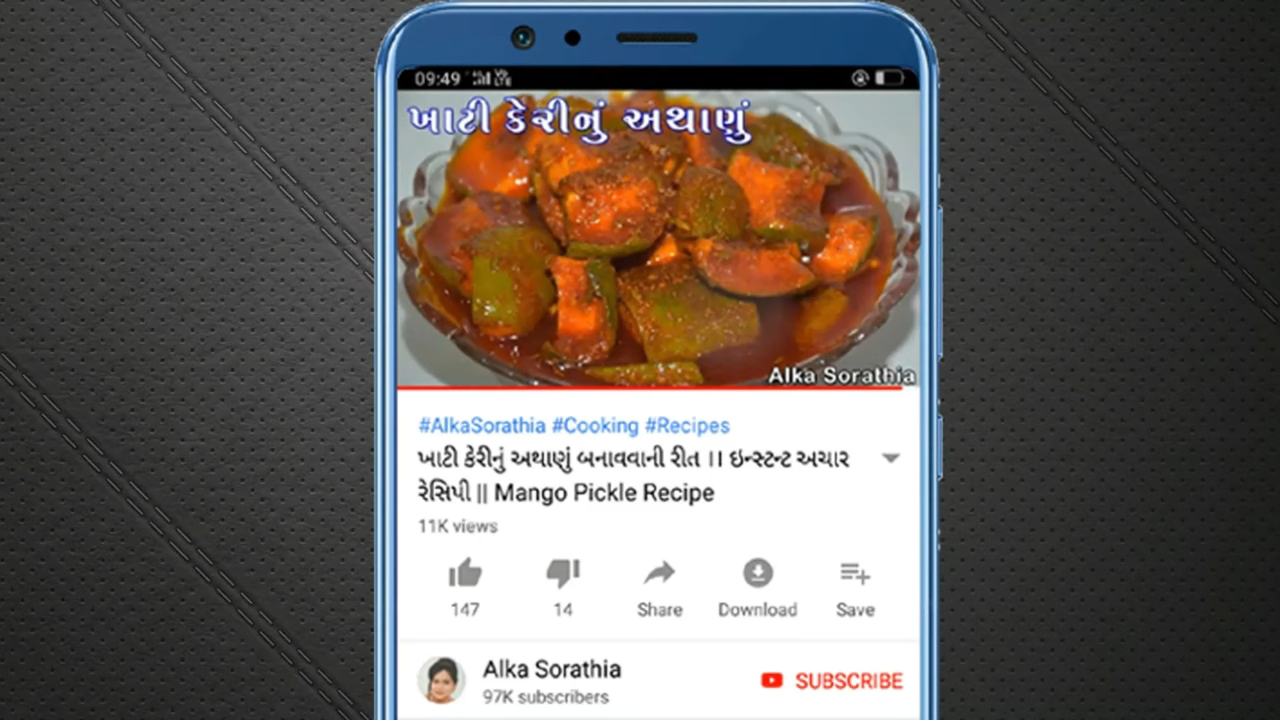 09:49
ખાટી કેરીનું અથાણું
Alka Sorathia
#AlkaSorathia #Cooking #Recipes
ખાટી કેરીનું અથાણું બનાવવાની રીત ।। ઇન્સ્ટન્ટ અચાર
રેસિપી || Mango Pickle Recipe
11K views
147
14
Share
Download
Save
Alka Sorathia
97K subscribers
SUBSCRIBE